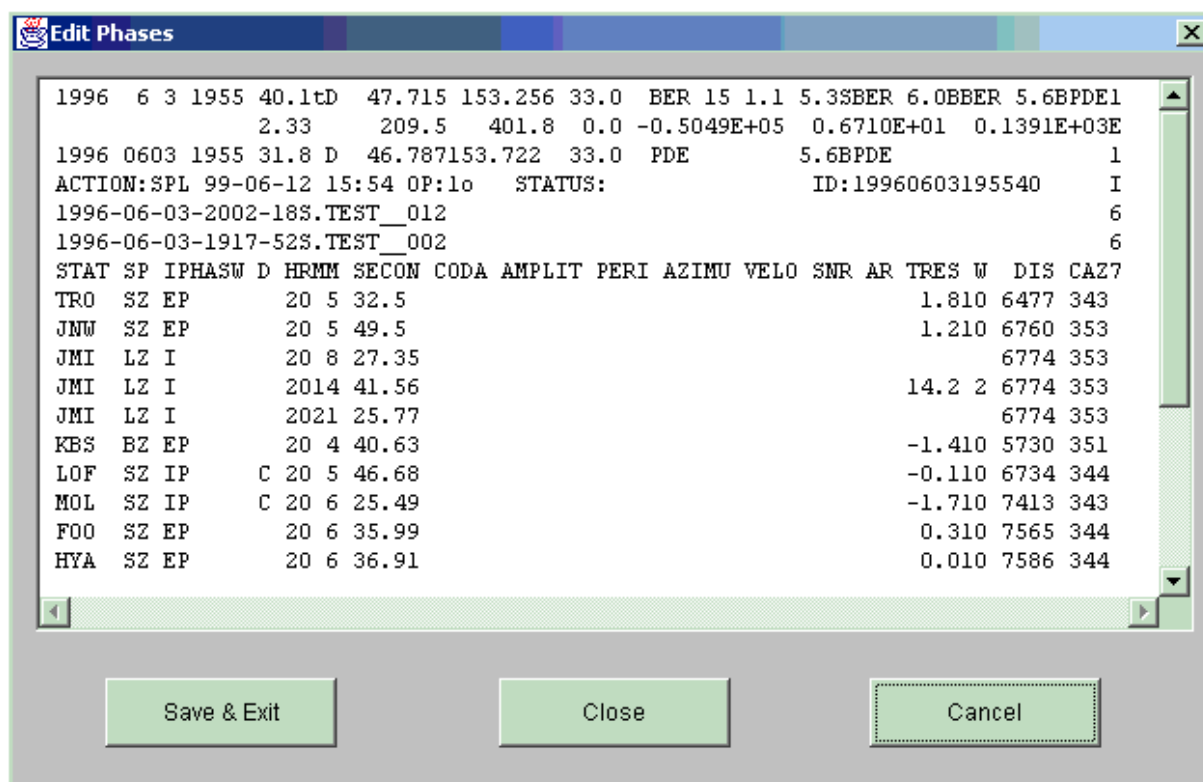 Edit Phases
1996  6 3 1955 40.1tD  47.715 153.256 33.0  BER 15 1.1 5.3SBER 6.0BBER 5.6BPDE1
               2.33     209.5   401.8  0.0 -0.5049E+05  0.6710E+01  0.1391E+03E
1996 0603 1955 31.8 D  46.787153.722  33.0  PDE        5.6BPDE                1
ACTION:SPL 99-06-12 15:54 OP:lo   STATUS:               ID:19960603195540     I
1996-06-03-2002-18S.TEST__012                                                 6
1996-06-03-1917-52S.TEST__002                                                 6
STAT SP IPHASW D HRMM SECON CODA AMPLIT PERI AZIMU VELO SNR AR TRES W  DIS CAZ7
TRO  SZ EP       20 5 32.5                                     1.810 6477 343
JNW  SZ EP       20 5 49.5                                     1.210 6760 353
JMI  LZ I        20 8 27.35                                          6774 353
JMI  LZ I        2014 41.56                                   14.2 2 6774 353
JMI  LZ I        2021 25.77                                          6774 353
KBS  BZ EP       20 4 40.63                                   -1.410 5730 351
LOF  SZ IP     C 20 5 46.68                                   -0.110 6734 344
MOL  SZ IP     C 20 6 25.49                                   -1.710 7413 343
FOO  SZ EP       20 6 35.99                                    0.310 7565 344
HYA  SZ EP       20 6 36.91                                    0.010 7586 344
Save & Exit
Close
Cancel